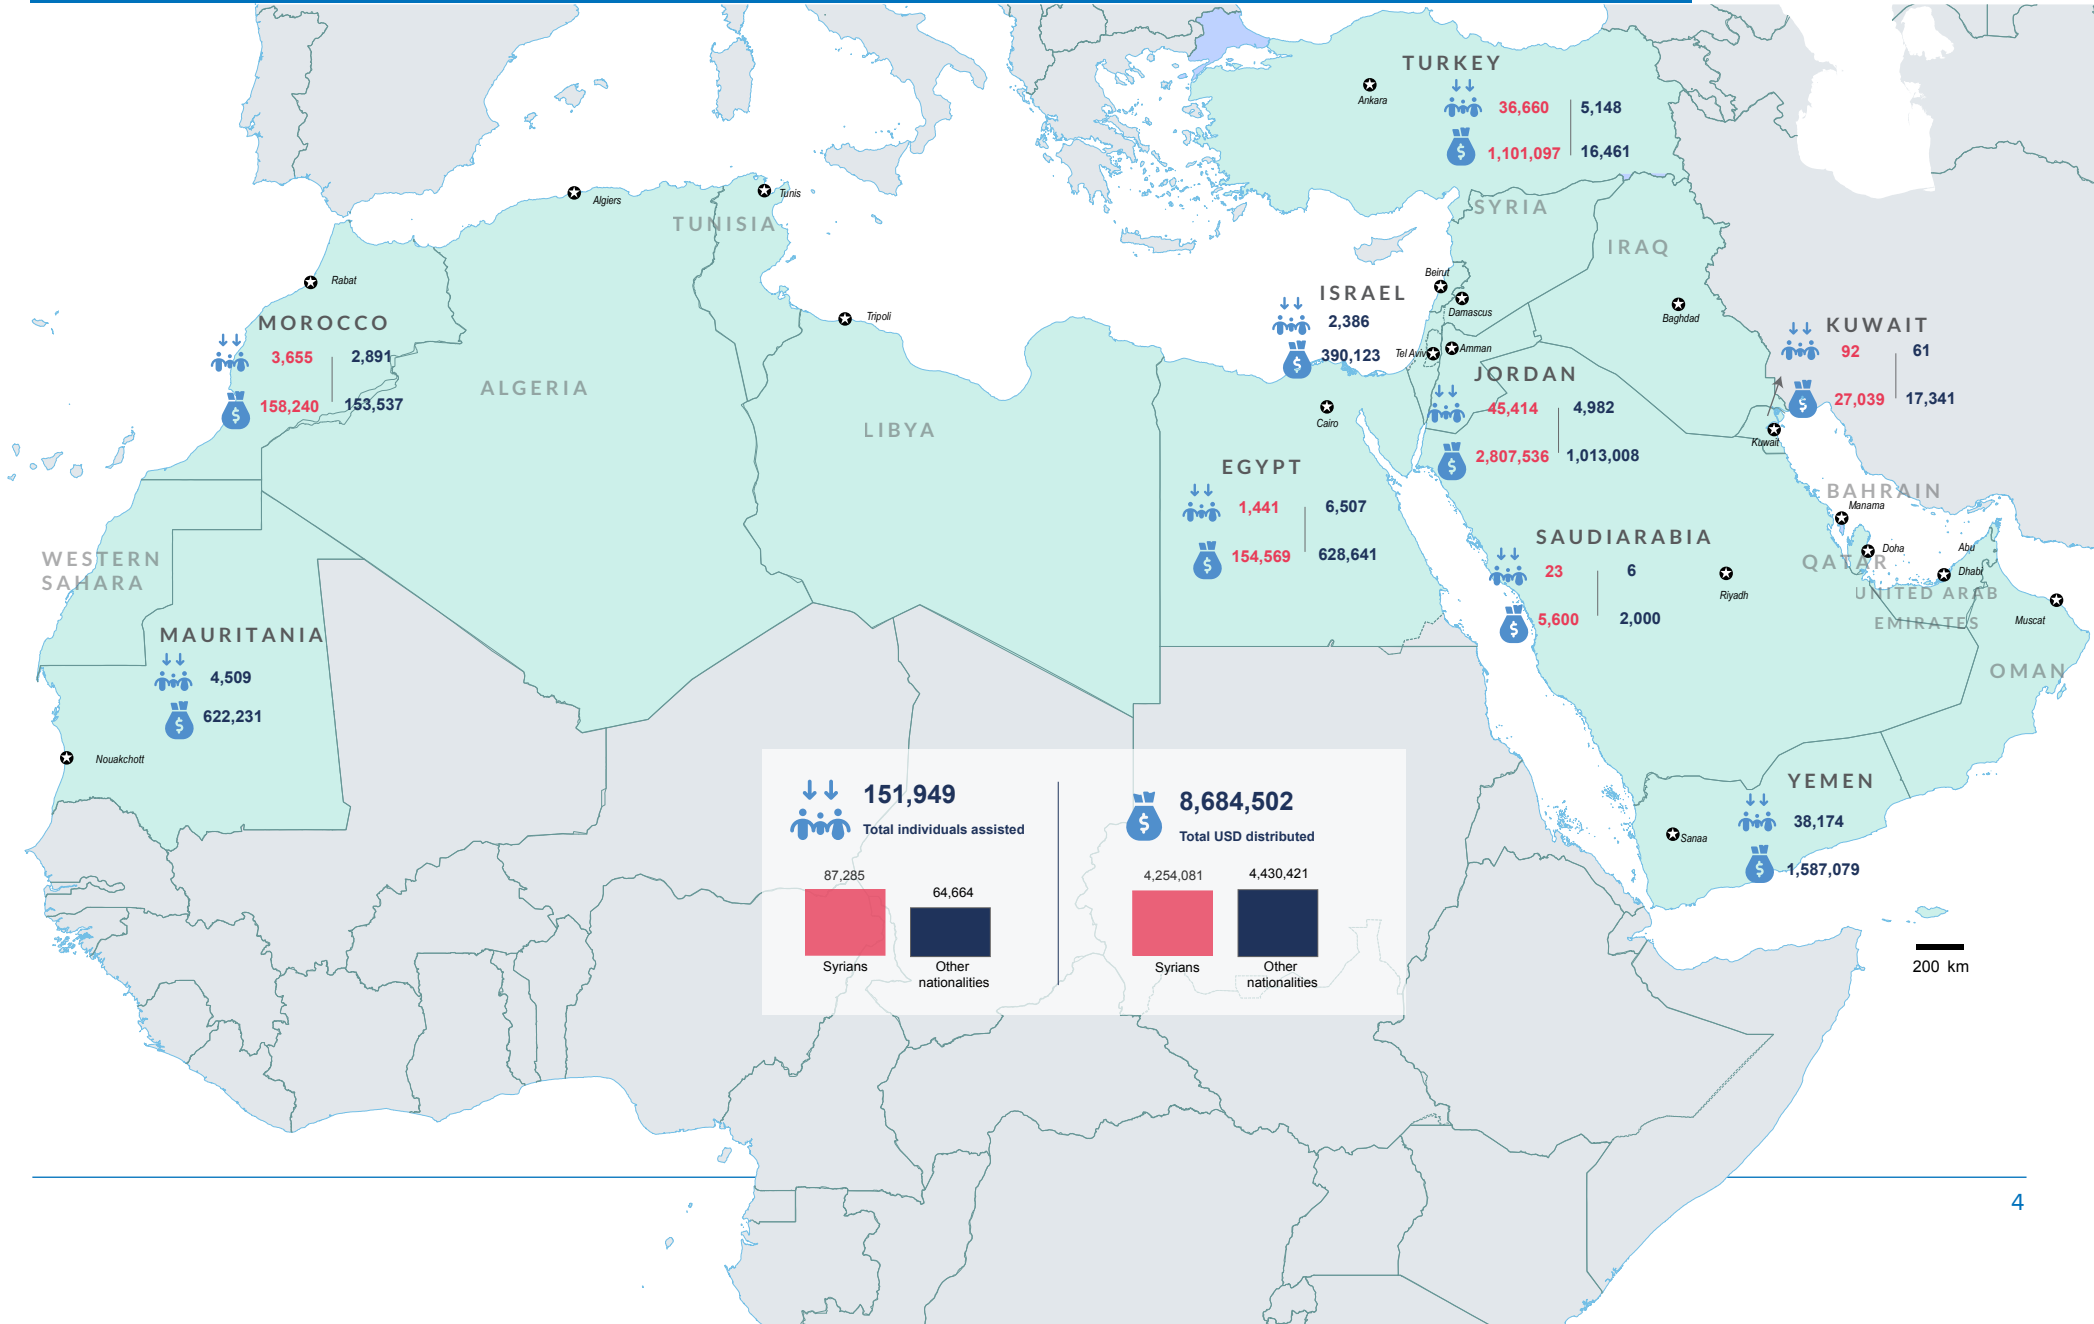 TURKEY
Ankara
36,660 5,148
1,101,097 16,461
Algiers
Tunis
TUNISIA
SYRIA
IRAQ
Rabat
MOROCCO
3,655 2,891
158,240 153,537
Tripoli
ALGERIA
LIBYA
ISRAEL
2,386
390,123
Beirut
Damascus
Tel Aviv
Amman
Baghdad
KUWAIT
92 61
27,039 17,341
Kuwait
JORDAN
45,414 4,982
2,807,536 1,013,008
Cairo
EGYPT
1,441 6,507
154,569 628,641
BAHRAIN
Manama
SAUDIARABIA
23 6
5,600 2,000
Riyadh
QATAR
Doha
Abu
Dhabi
UNITED ARAB
EMIRATES
Muscat
OMAN
WESTERN
SAHARA
MAURITANIA
4,509
622,231
Nouakchott
YEMEN
38,174
Sanaa
1,587,079
151,949
Total individuals assisted
87,285
64,664
Syrians
Other
nationalities
8,684,502
Total USD distributed
4,254,081
4,430,421
Syrians
Other
nationalities
200 km
4